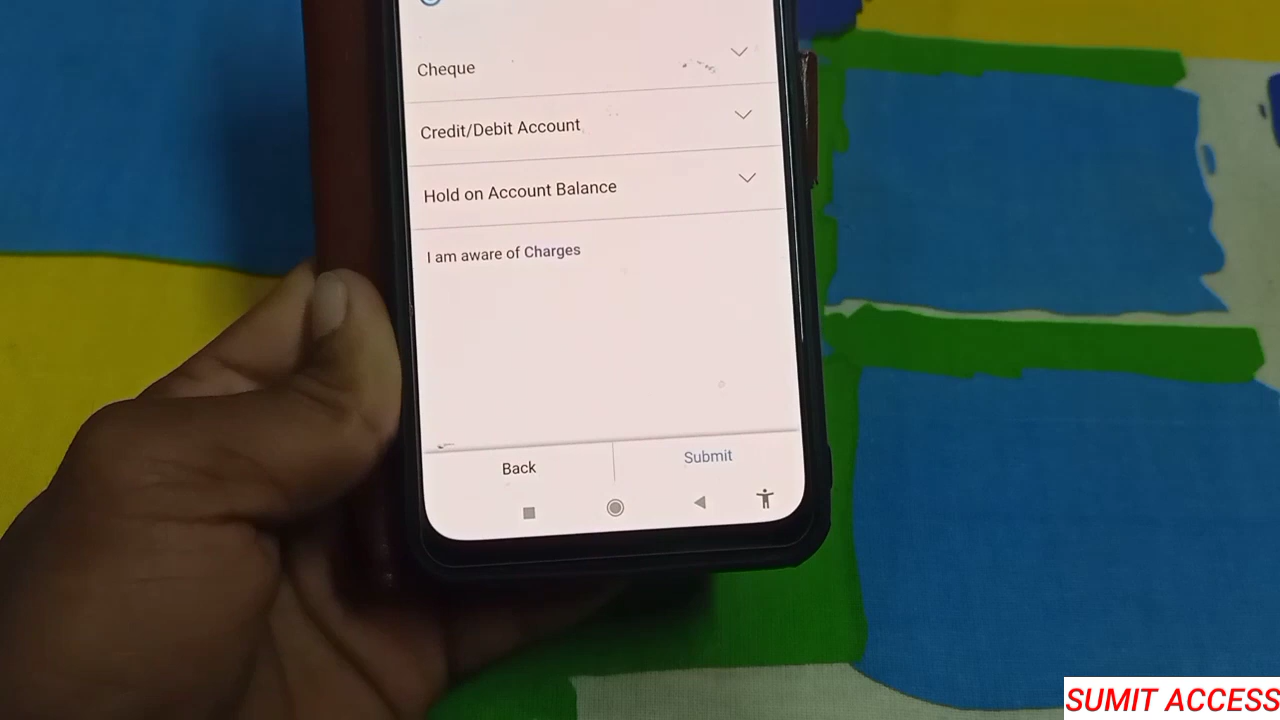 Cheque
Credit/Debit Account
Hold on Account Balance
I am aware of Charges
Back
Submit
SUMIT ACCESS